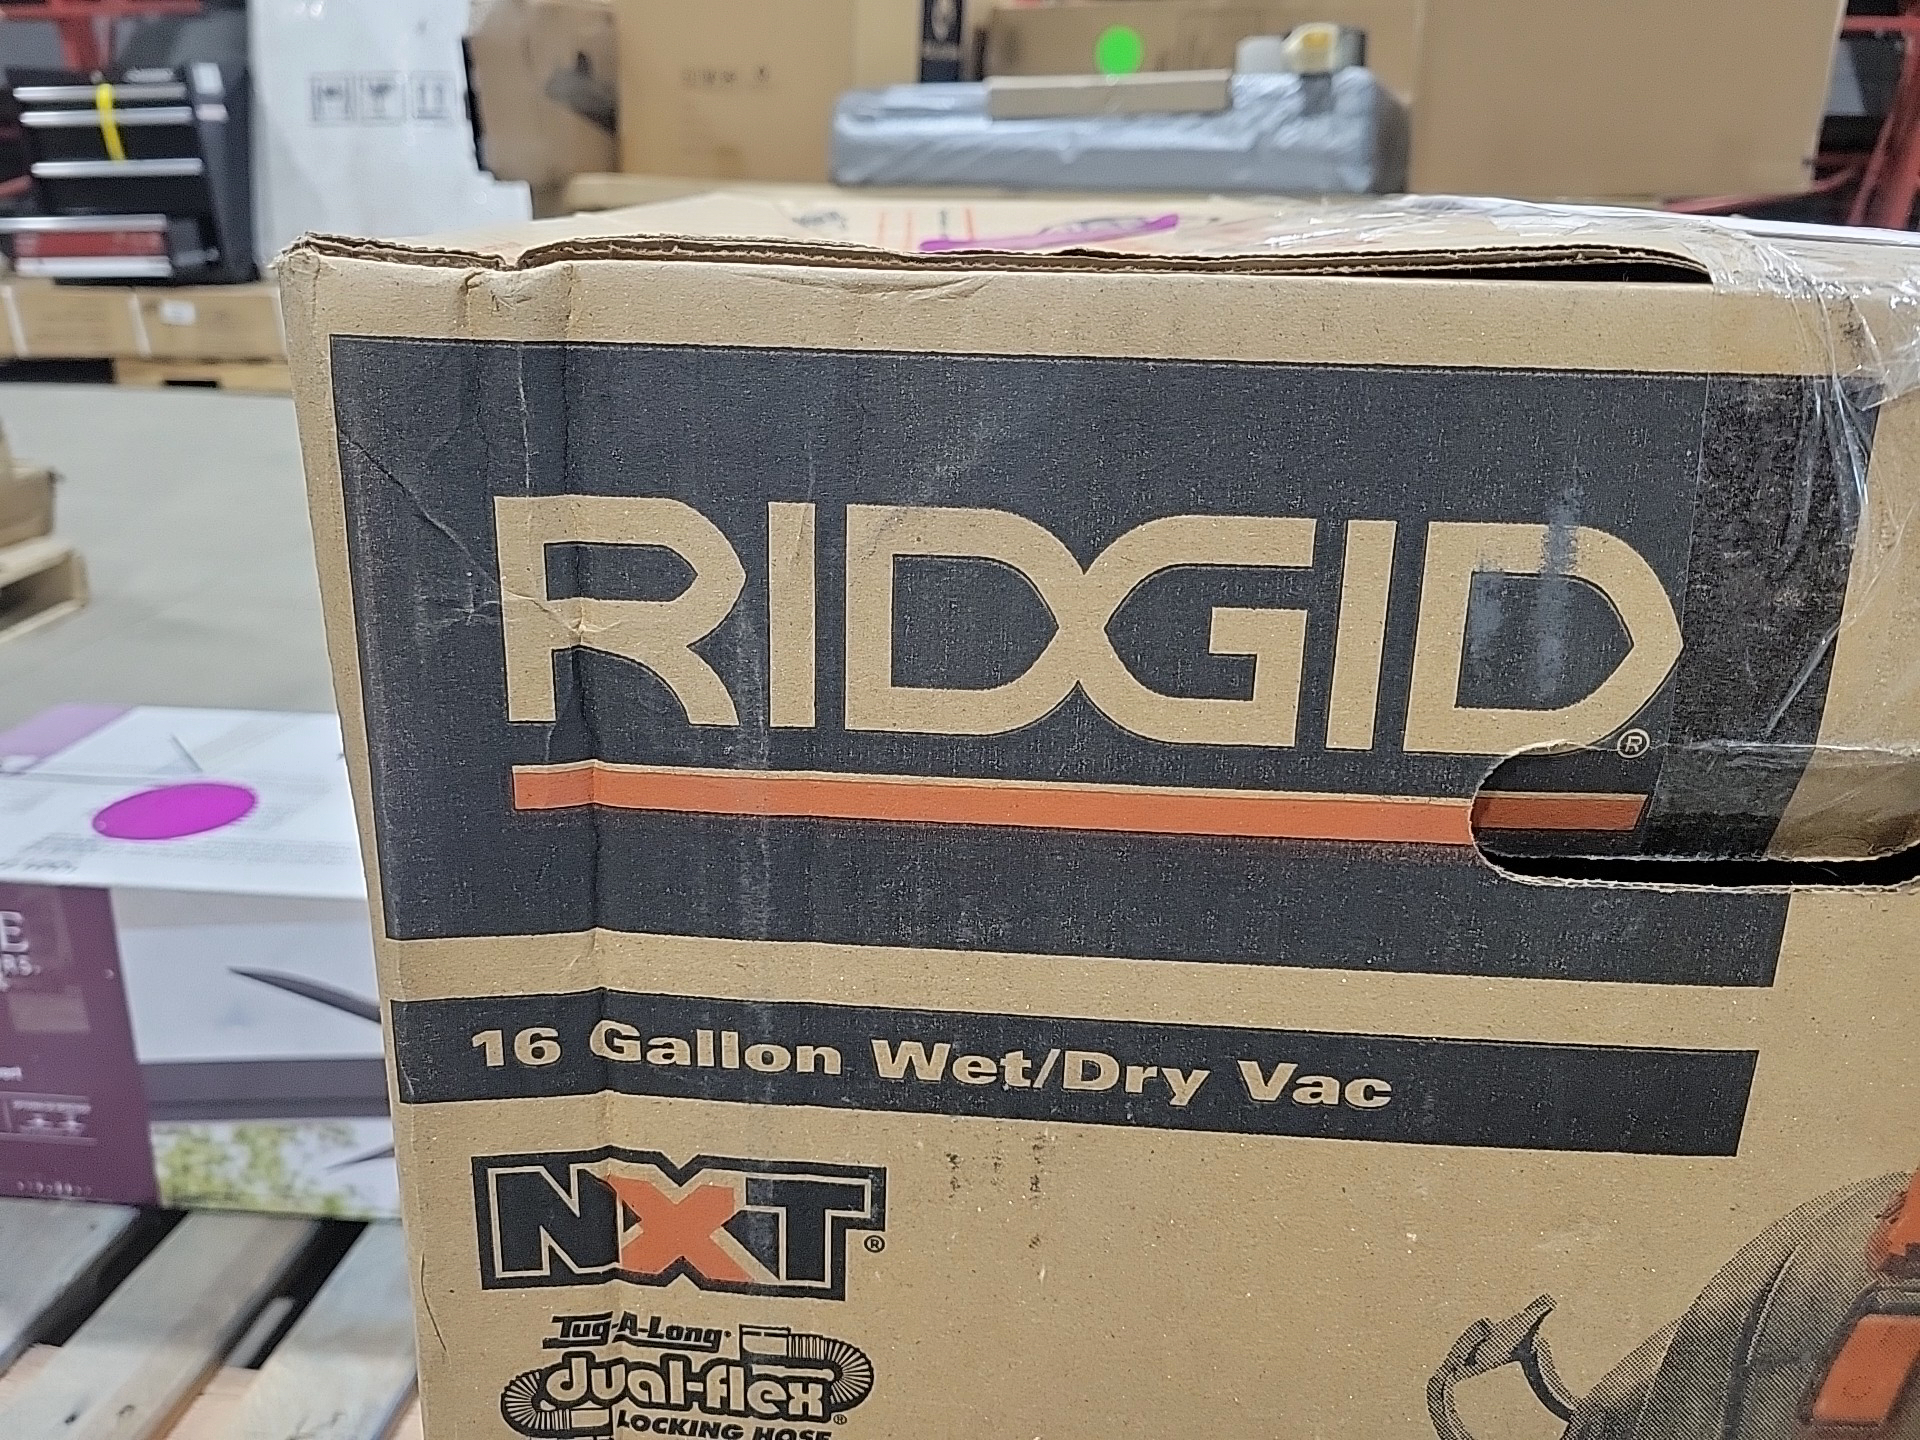 RIDGID®
16 Gallon Wet/Dry Vac
NXT®
Tug-A-Long
dual-flex®
LOCKING HOSE